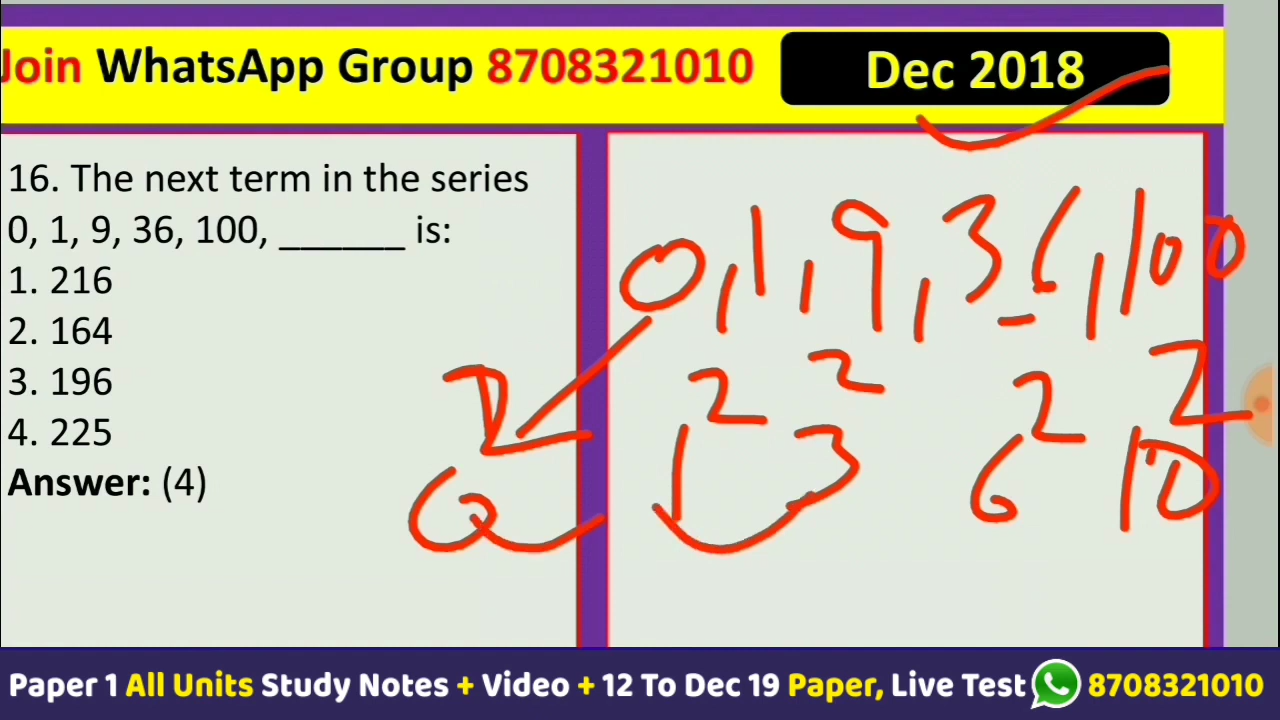 Join WhatsApp Group 8708321010
Dec 2018
16. The next term in the series
0, 1, 9, 36, 100, ______ is:
1. 216
2. 164
3. 196
4. 225
Answer: (4)
0, 1, 9, 36, 100
0² 1² 3² 6² 10²
Paper 1 All Units Study Notes + Video + 12 To Dec 19 Paper, Live Test 8708321010